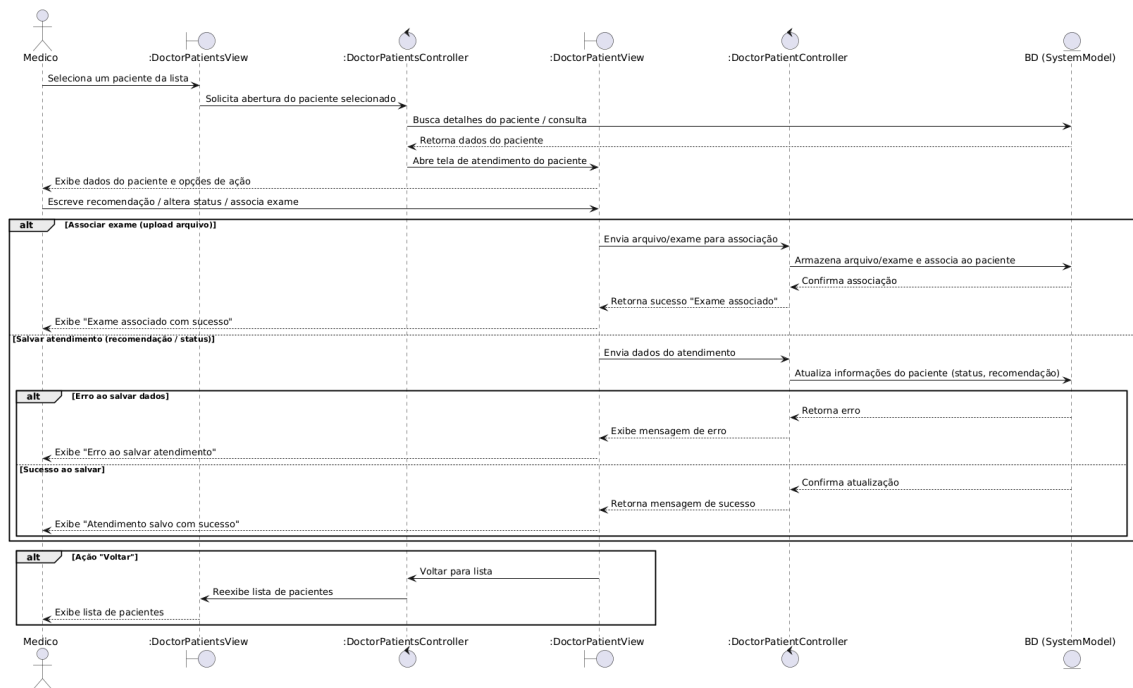 Medico
:DoctorPatientsView
:DoctorPatientsController
:DoctorPatientView
:DoctorPatientController
BD (SystemModel)
Seleciona um paciente da lista
Solicita abertura do paciente selecionado
Busca detalhes do paciente / consulta
Retorna dados do paciente
Abre tela de atendimento do paciente
Exibe dados do paciente e opções de ação
Escreve recomendação / altera status / associa exame
alt [Associar exame (upload arquivo)]
Envia arquivo/exame para associação
Armazena arquivo/exame e associa ao paciente
Confirma associação
Retorna sucesso "Exame associado"
Exibe "Exame associado com sucesso"
[Salvar atendimento (recomendação / status)]
Envia dados do atendimento
Atualiza informações do paciente (status, recomendação)
alt [Erro ao salvar dados]
Retorna erro
Exibe mensagem de erro
Exibe "Erro ao salvar atendimento"
[Sucesso ao salvar]
Confirma atualização
Retorna mensagem de sucesso
Exibe "Atendimento salvo com sucesso"
alt [Ação "Voltar"]
Voltar para lista
Reexibe lista de pacientes
Exibe lista de pacientes
Medico
:DoctorPatientsView
:DoctorPatientsController
:DoctorPatientView
:DoctorPatientController
BD (SystemModel)